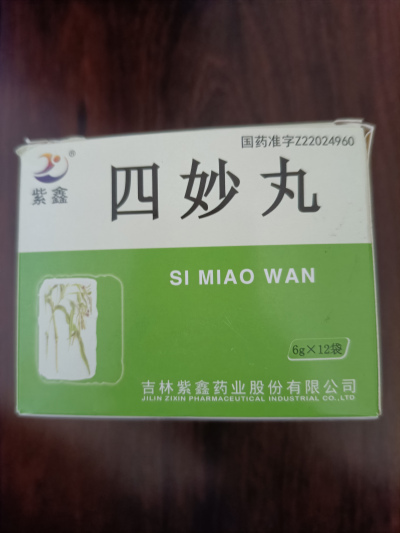 国药准字Z22024960
®
紫鑫
四妙丸
SI MIAO WAN
6g×12袋
吉林紫鑫药业股份有限公司
JILIN ZIXIN PHARMACEUTICAL INDUSTRIAL CO.,LTD